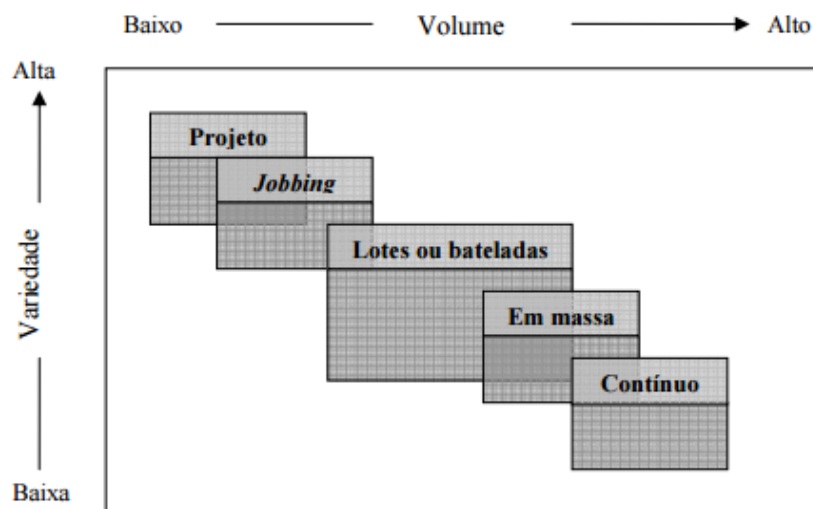 Baixo Volume Alto
Alta
Projeto
Jobbing
Variedade
Lotes ou bateladas
Em massa
Contínuo
Baixa